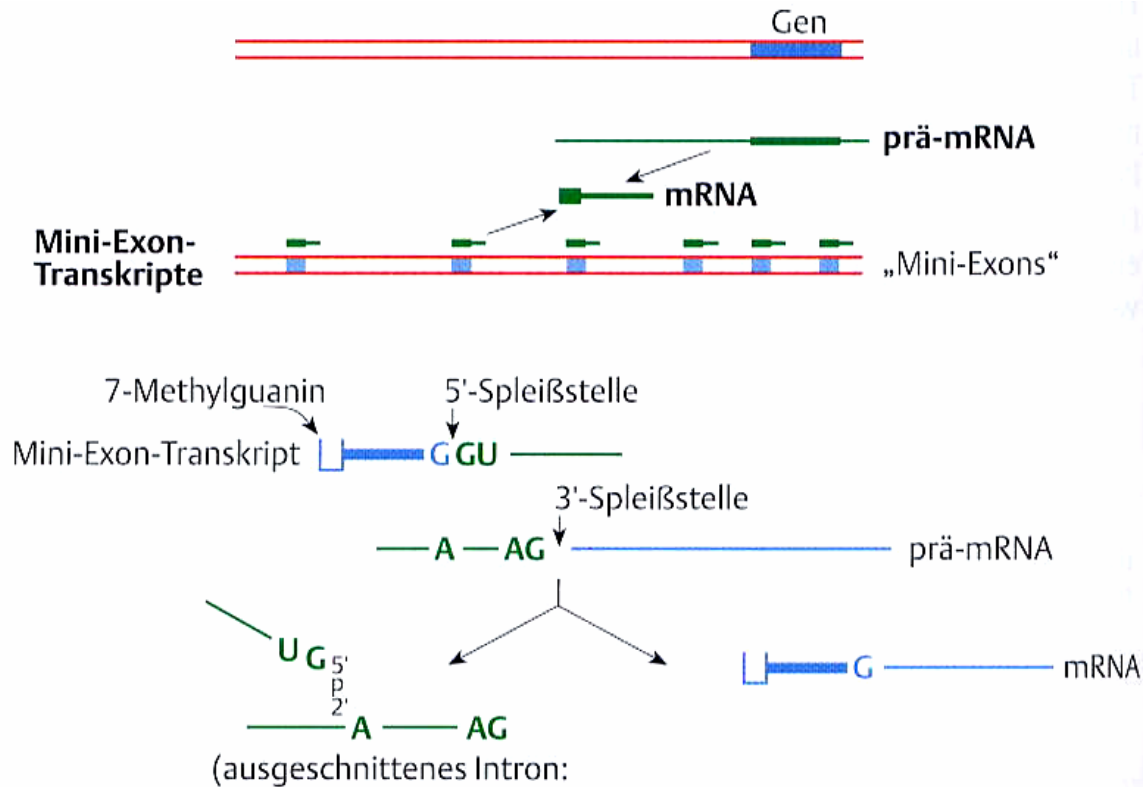 Gen
prä-mRNA
mRNA
Mini-Exon-
Transkripte
„Mini-Exons“
7-Methylguanin
5'-Spleißstelle
Mini-Exon-Transkript
G GU
3'-Spleißstelle
A AG
prä-mRNA
U G 5'
p
2'
A AG
G mRNA
(ausgeschnittenes Intron: